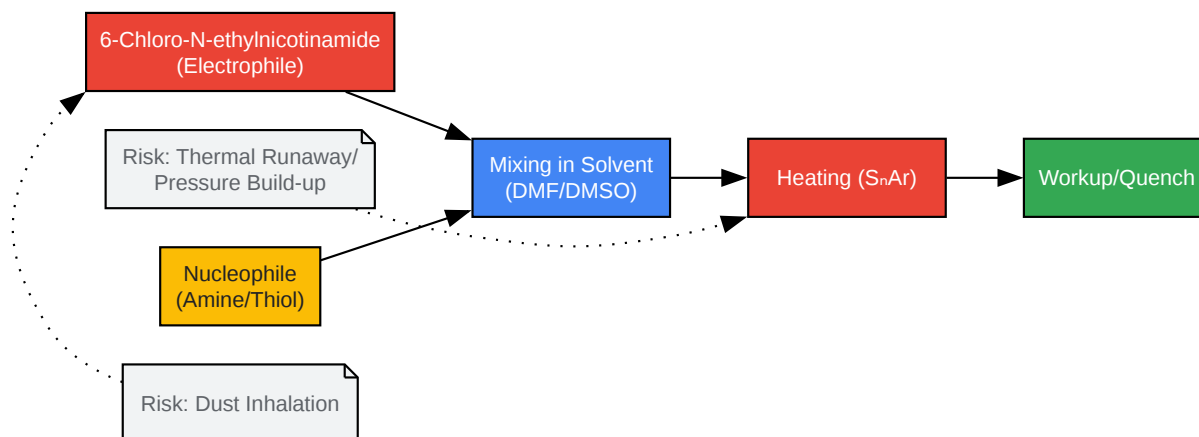 6-Chloro-N-ethylnicotinamide
(Electrophile)
Risk: Thermal Runaway/
Pressure Build-up
Nucleophile
(Amine/Thiol)
Risk: Dust Inhalation
Mixing in Solvent
(DMF/DMSO)
Heating (SₙAr)
Workup/Quench